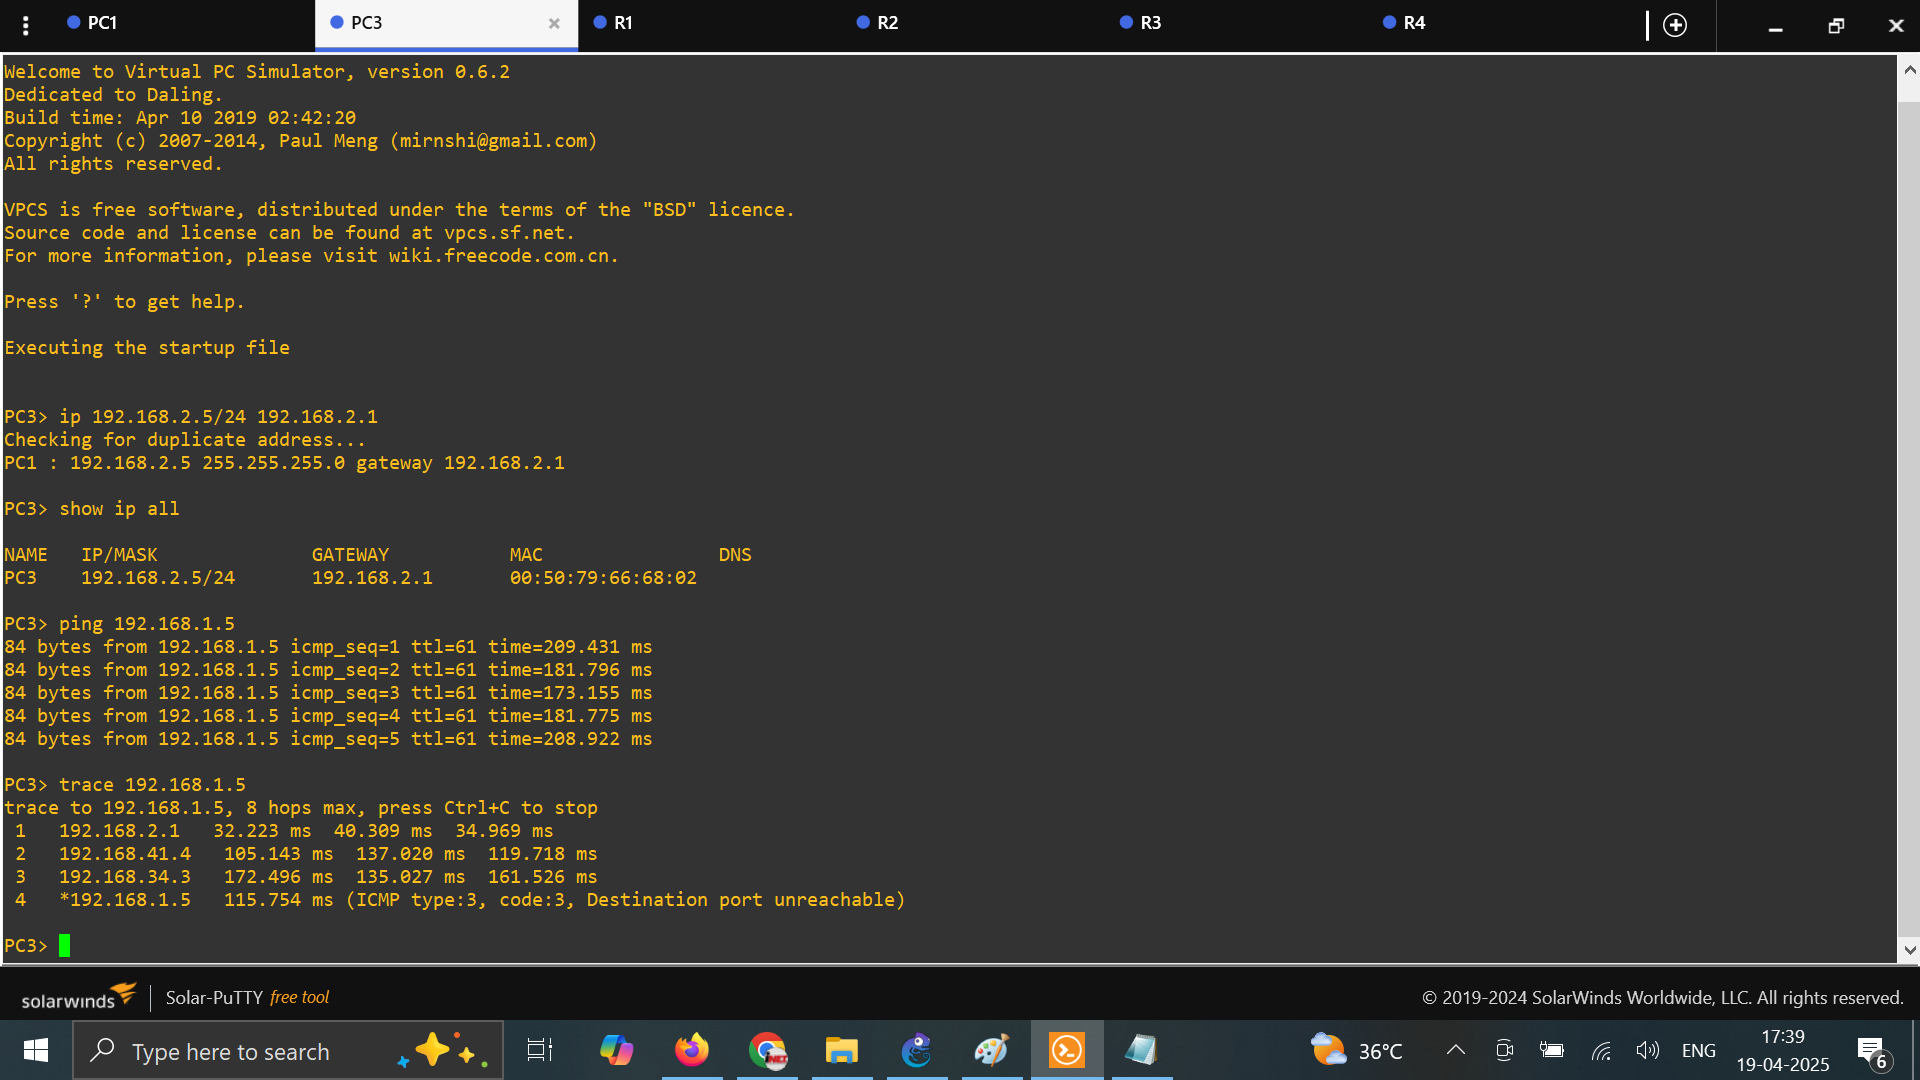 PC1
PC3
R1
R2
R3
R4
Welcome to Virtual PC Simulator, version 0.6.2
Dedicated to Daling.
Build time: Apr 10 2019 02:42:20
Copyright (c) 2007-2014, Paul Meng (mirnshi@gmail.com)
All rights reserved.
VPCS is free software, distributed under the terms of the "BSD" licence.
Source code and license can be found at vpcs.sf.net.
For more information, please visit wiki.freecode.com.cn.
Press '?' to get help.
Executing the startup file
PC3> ip 192.168.2.5/24 192.168.2.1
Checking for duplicate address...
PC1 : 192.168.2.5 255.255.255.0 gateway 192.168.2.1
PC3> show ip all
NAME   IP/MASK              GATEWAY           MAC                DNS
PC3    192.168.2.5/24       192.168.2.1       00:50:79:66:68:02
PC3> ping 192.168.1.5
84 bytes from 192.168.1.5 icmp_seq=1 ttl=61 time=209.431 ms
84 bytes from 192.168.1.5 icmp_seq=2 ttl=61 time=181.796 ms
84 bytes from 192.168.1.5 icmp_seq=3 ttl=61 time=173.155 ms
84 bytes from 192.168.1.5 icmp_seq=4 ttl=61 time=181.775 ms
84 bytes from 192.168.1.5 icmp_seq=5 ttl=61 time=208.922 ms
PC3> trace 192.168.1.5
trace to 192.168.1.5, 8 hops max, press Ctrl+C to stop
 1   192.168.2.1   32.223 ms  40.309 ms  34.969 ms
 2   192.168.41.4   105.143 ms  137.020 ms  119.718 ms
 3   192.168.34.3   172.496 ms  135.027 ms  161.526 ms
 4   *192.168.1.5   115.754 ms (ICMP type:3, code:3, Destination port unreachable)
PC3>
solarwinds
Solar-PuTTY free tool
© 2019-2024 SolarWinds Worldwide, LLC. All rights reserved.
Type here to search
36°C
ENG
17:39
19-04-2025
6